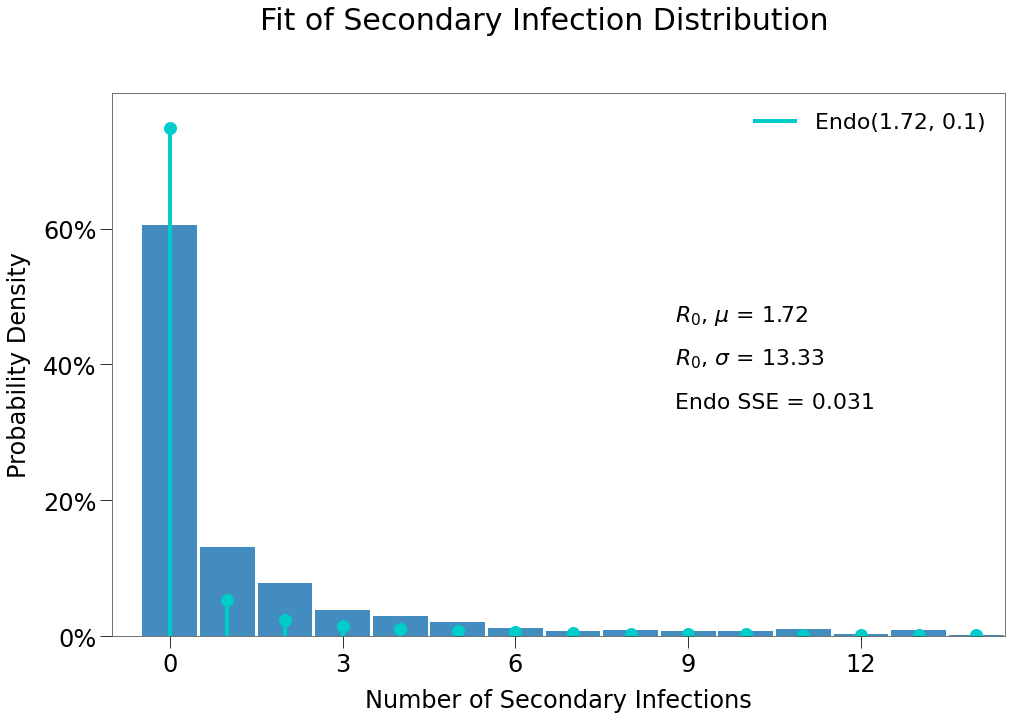 Fit of Secondary Infection Distribution
Endo(1.72, 0.1)
R₀, μ = 1.72
R₀, σ = 13.33
Endo SSE = 0.031
Probability Density
60%
40%
20%
0%
0 3 6 9 12
Number of Secondary Infections